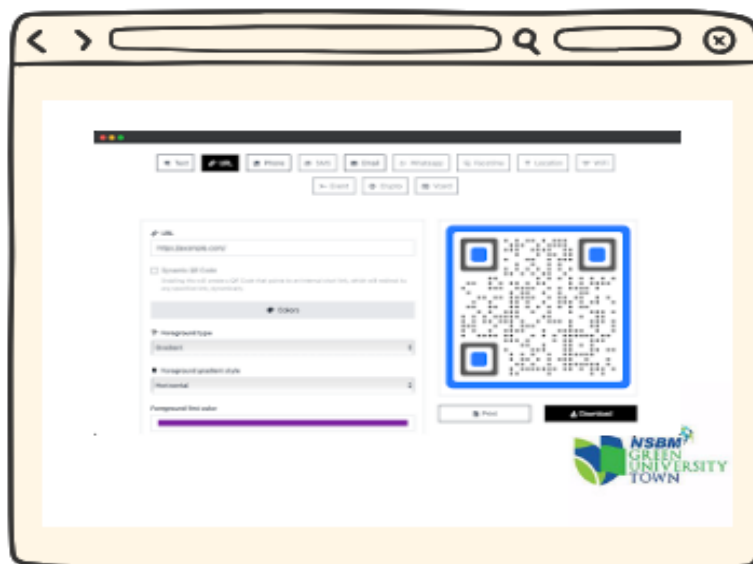 Text URL Phone SMS Email Whatsapp Facetime Location WiFi
Event Crypto Vcard
URL
https://example.com/
Dynamic QR Code
Colors
Foreground type
Gradient
Foreground gradient style
Horizontal
Foreground first color
Print Download
NSBM
GREEN
UNIVERSITY
TOWN